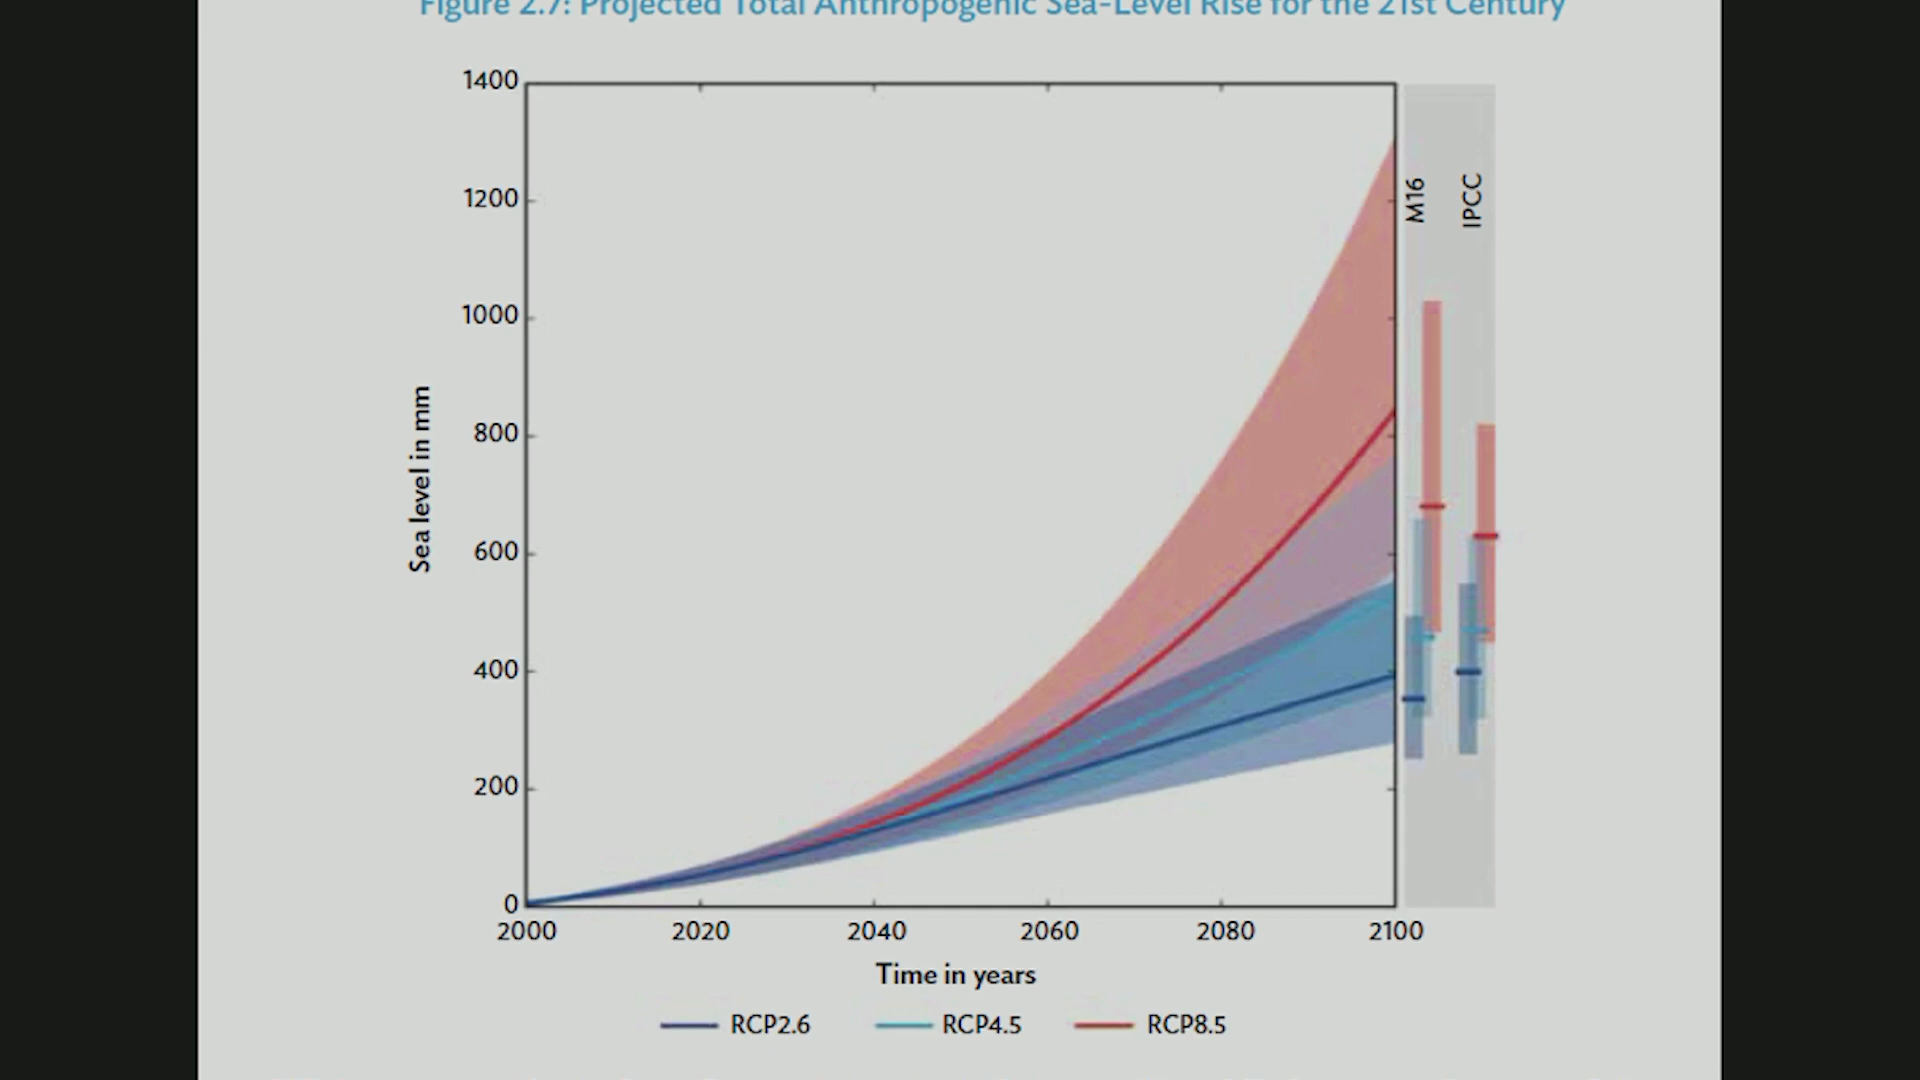 Figure 2.7: Projected Total Anthropogenic Sea-Level Rise for the 21st Century
1400
1200
1000
800
600
400
200
0
Sea level in mm
M16
IPCC
2000 2020 2040 2060 2080 2100
Time in years
RCP2.6 RCP4.5 RCP8.5